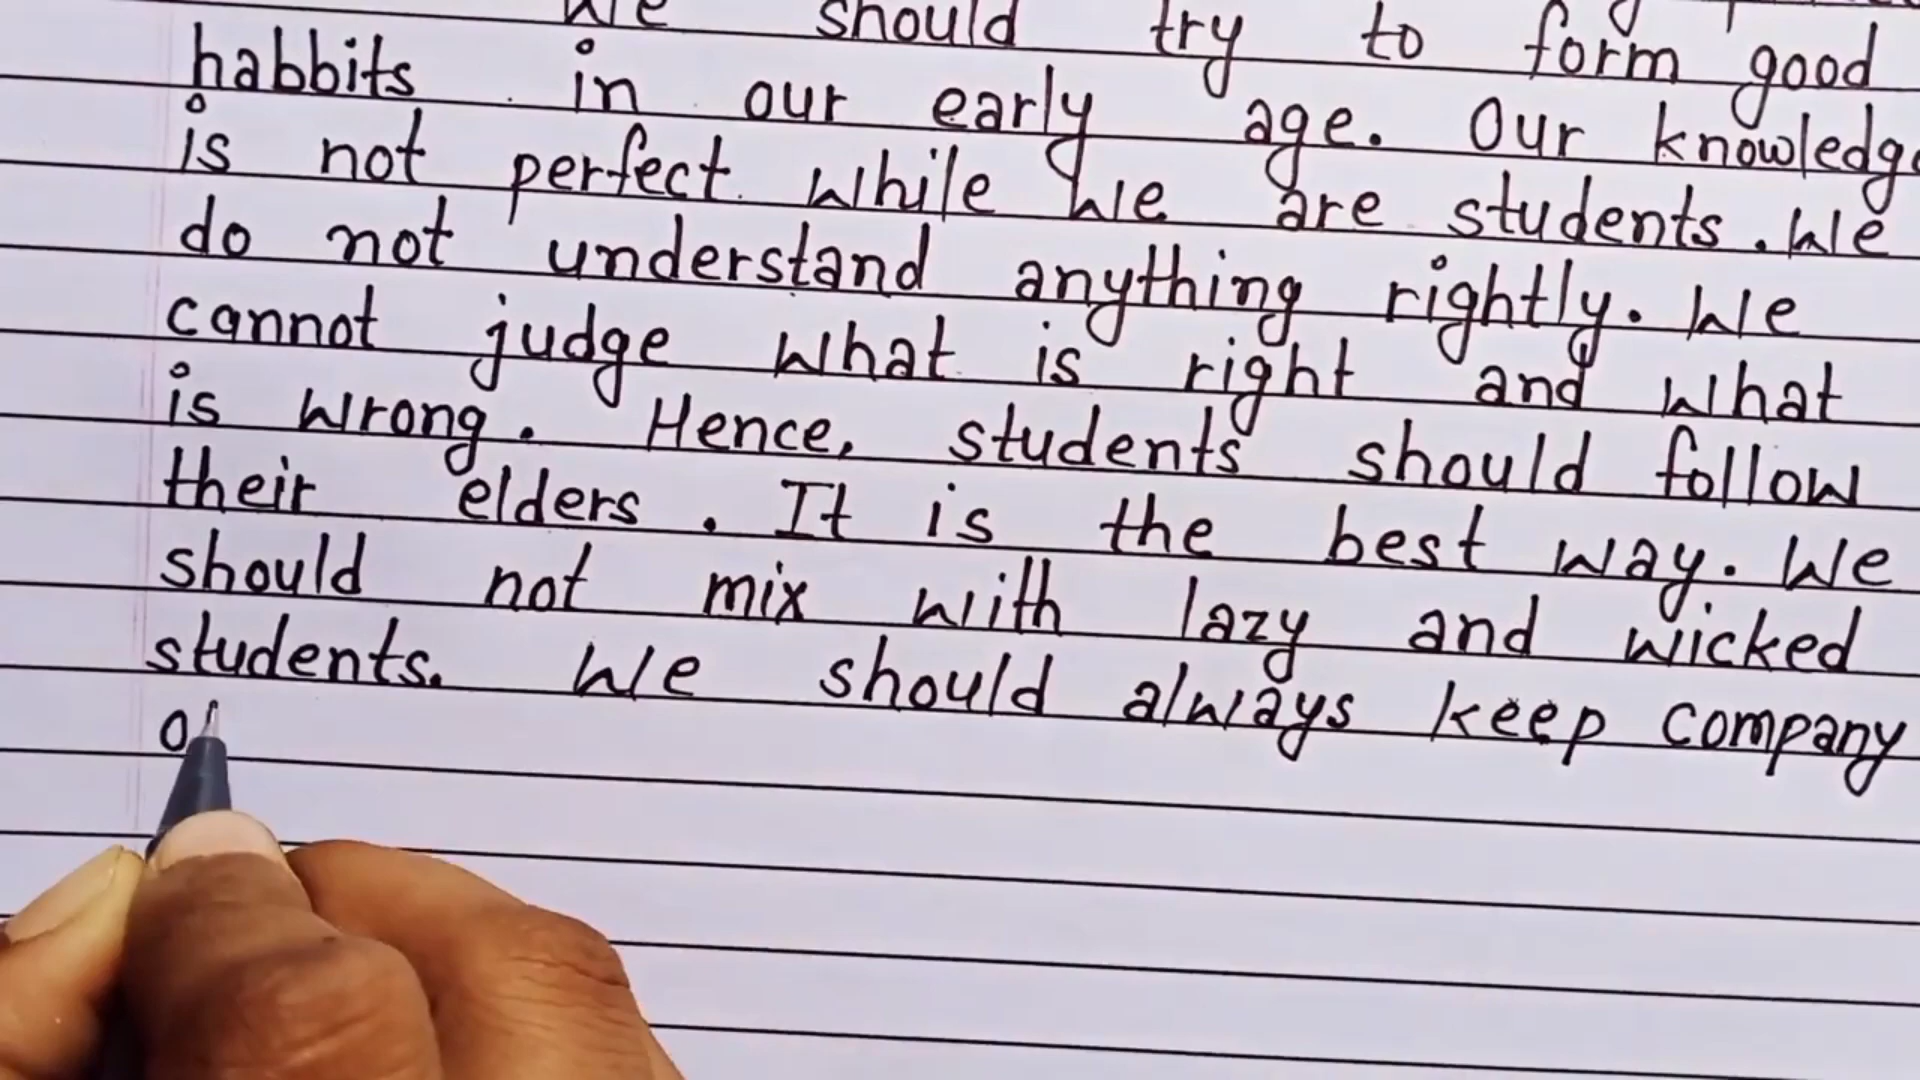 We should try to form good
habbits in our early age. Our knowledge
is not perfect while we are students. We
do not understand anything rightly. We
cannot judge what is right and what
is wrong. Hence, students should follow
their elders. It is the best way. We
should not mix with lazy and wicked
students. We should always keep company